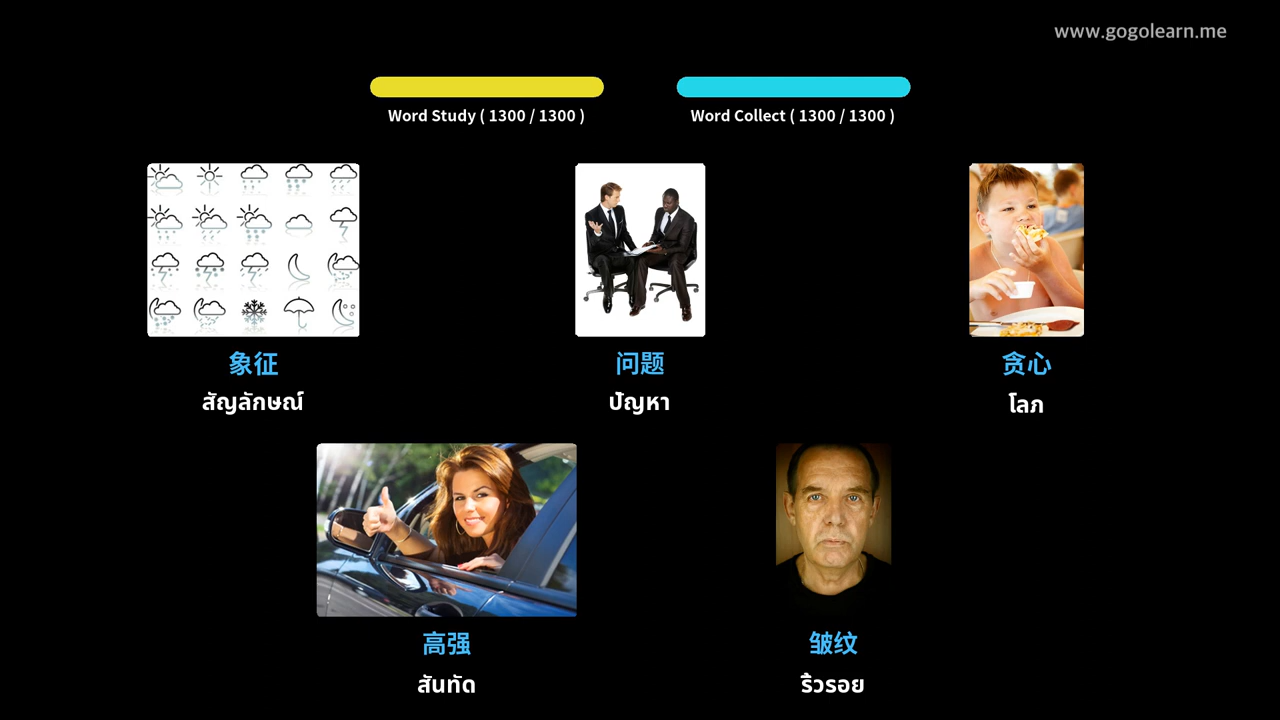 www.gogolearn.me
Word Study ( 1300 / 1300 )
Word Collect ( 1300 / 1300 )
象征
สัญลักษณ์
问题
ปัญหา
贪心
โลภ
高强
สันทัด
皱纹
ริ้วรอย